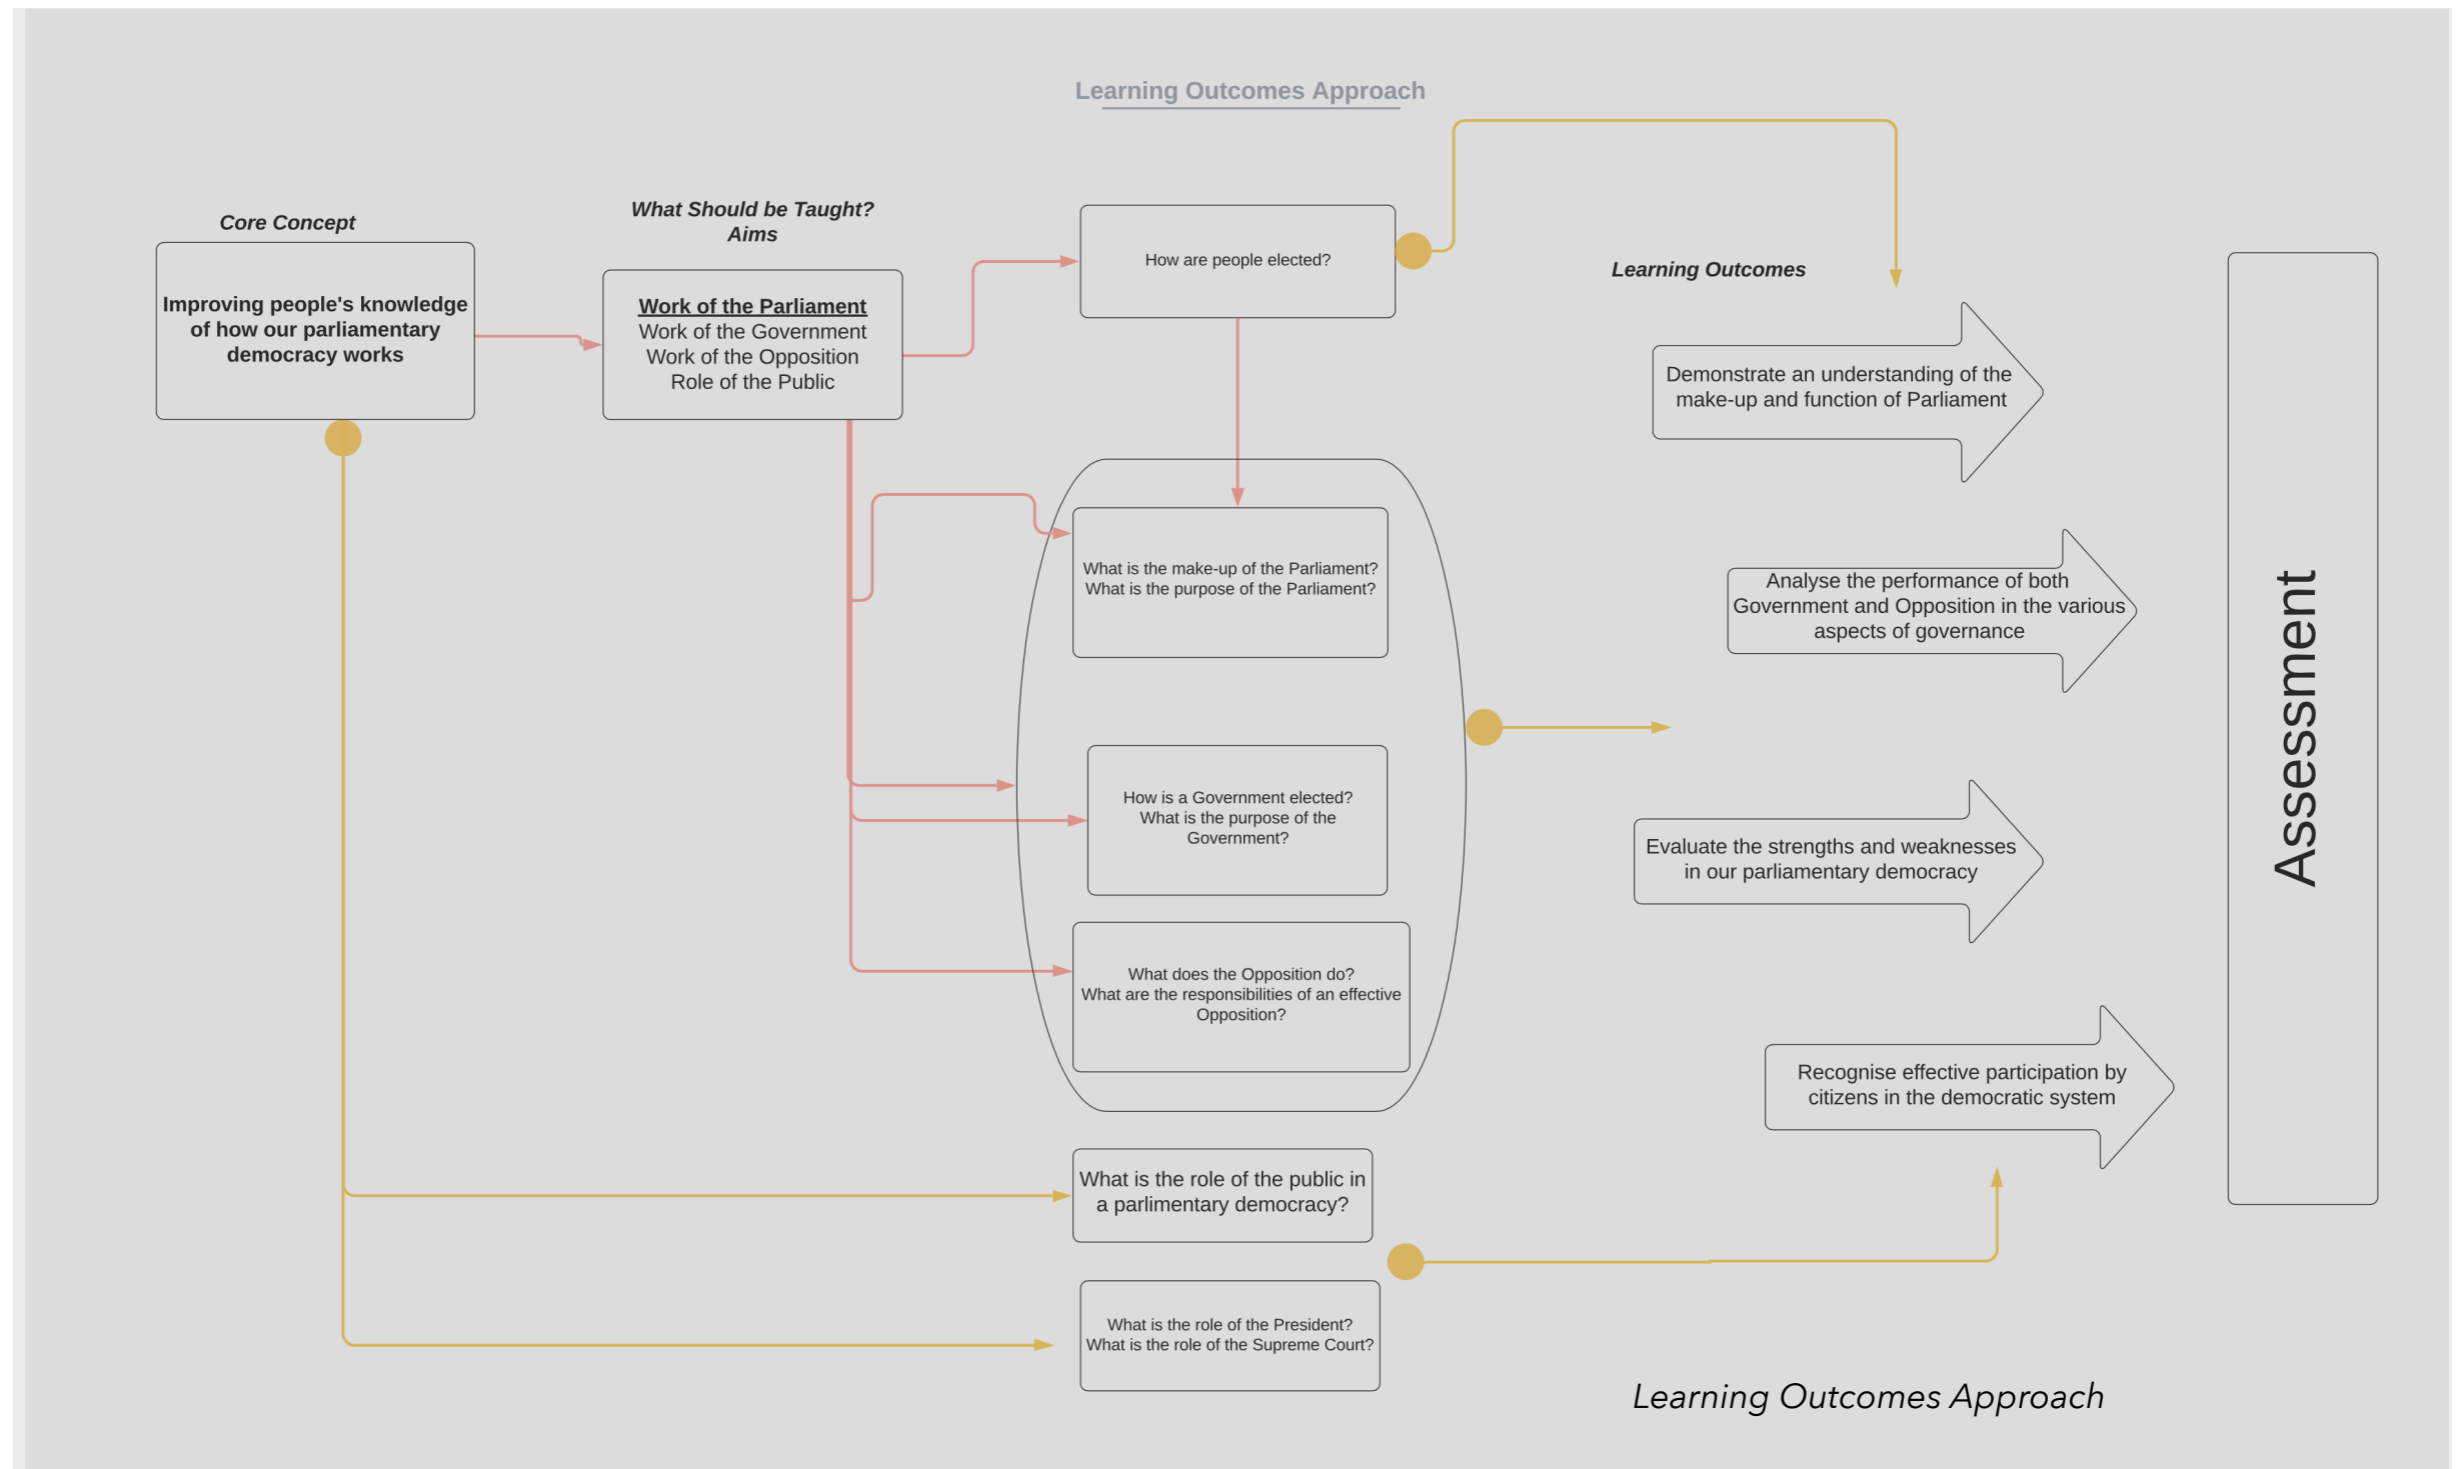 Learning Outcomes Approach
Core Concept
Improving people's knowledge
of how our parliamentary
democracy works
What Should be Taught?
Aims
Work of the Parliament
Work of the Government
Work of the Opposition
Role of the Public
How are people elected?
What is the make-up of the Parliament?
What is the purpose of the Parliament?
How is a Government elected?
What is the purpose of the
Government?
What does the Opposition do?
What are the responsibilities of an effective
Opposition?
What is the role of the public in
a parlimentary democracy?
What is the role of the President?
What is the role of the Supreme Court?
Learning Outcomes
Demonstrate an understanding of the
make-up and function of Parliament
Analyse the performance of both
Government and Opposition in the various
aspects of governance
Evaluate the strengths and weaknesses
in our parliamentary democracy
Recognise effective participation by
citizens in the democratic system
Assessment
Learning Outcomes Approach